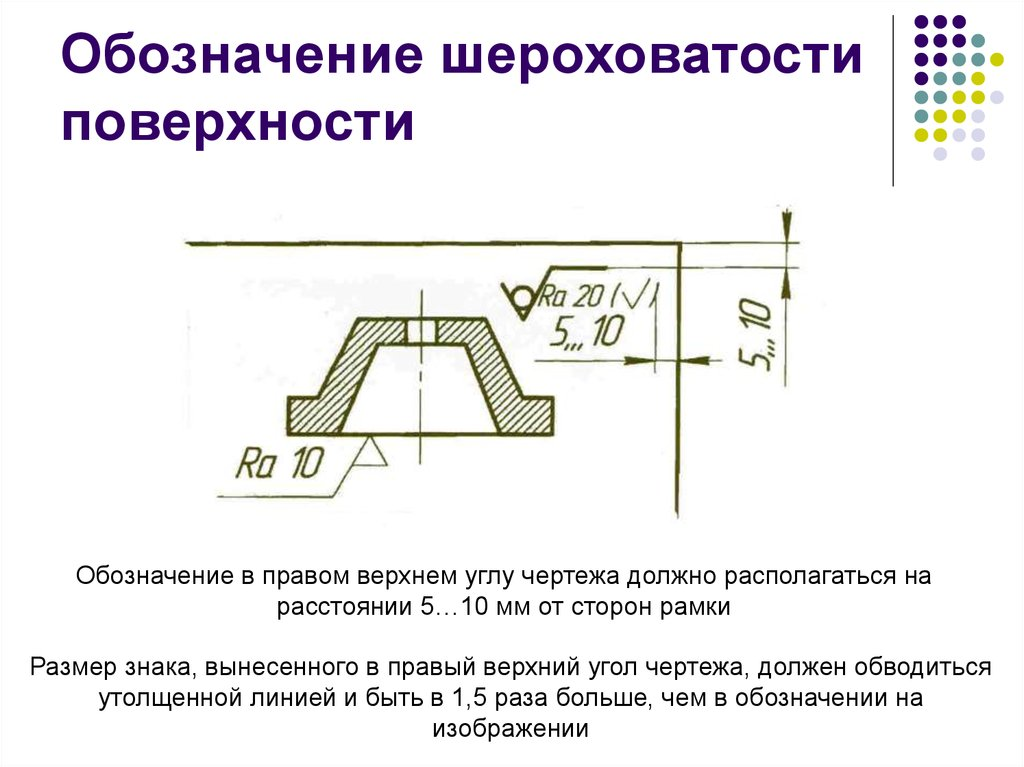 Обозначение шероховатости
поверхности
Ra 20 (√)
5...10
5...10
Ra 10
Обозначение в правом верхнем углу чертежа должно располагаться на
расстоянии 5…10 мм от сторон рамки
Размер знака, вынесенного в правый верхний угол чертежа, должен обводиться
утолщенной линией и быть в 1,5 раза больше, чем в обозначении на
изображении